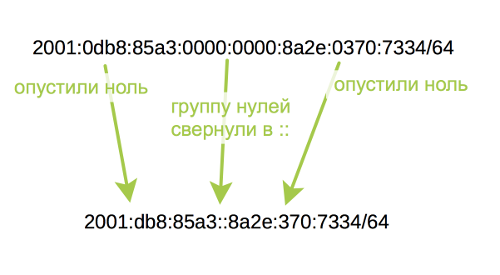 2001:0db8:85a3:0000:0000:8a2e:0370:7334/64
опустили ноль
опустили ноль
группу нулей
свернули в ::
2001:db8:85a3::8a2e:370:7334/64